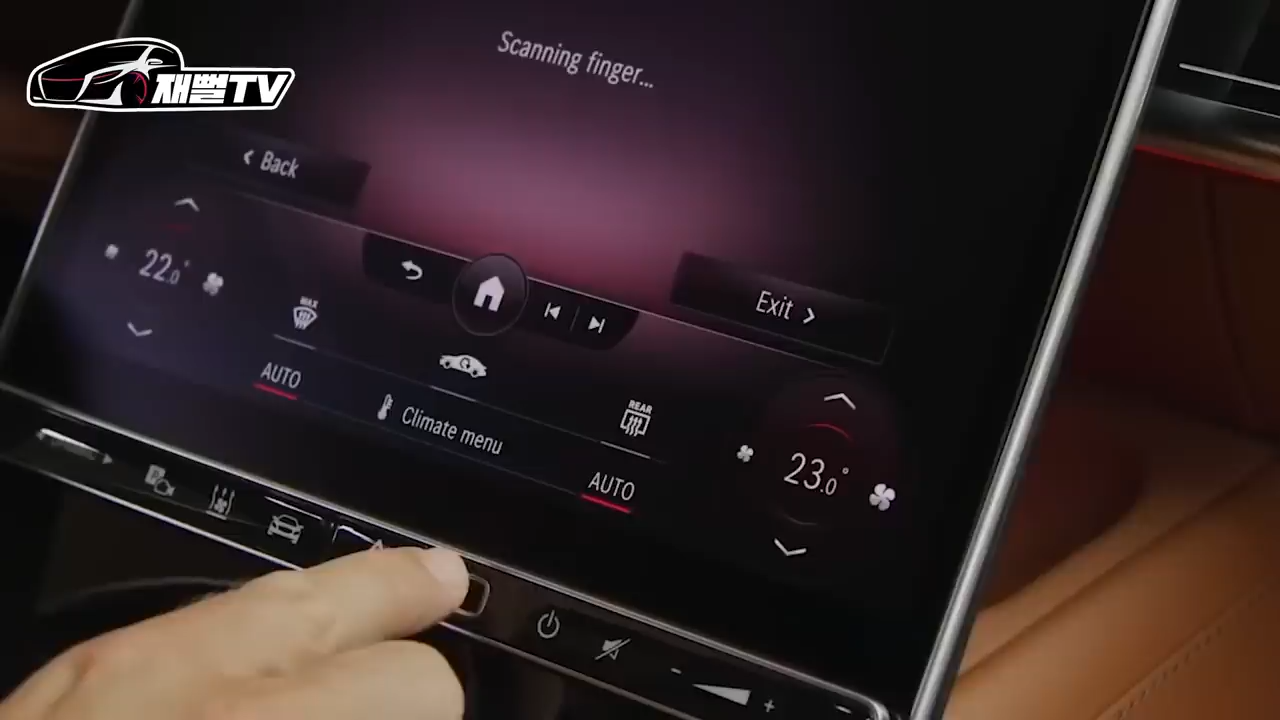 재뻘TV
Scanning finger...
Back
22.0°
Exit
MAX
AUTO
Climate menu
REAR
AUTO
23.0°
P
- +